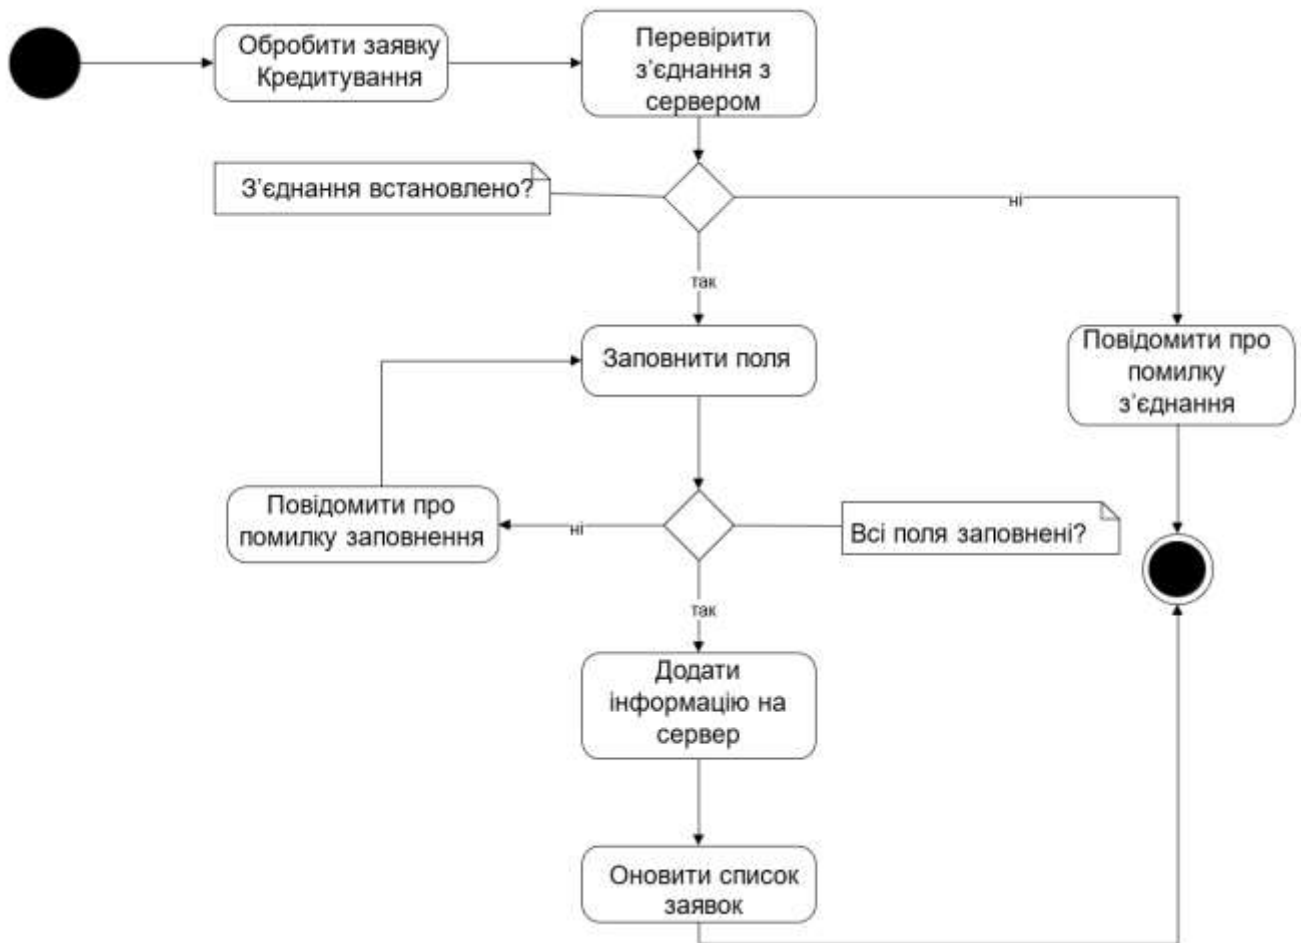 Обробити заявку
Кредитування
Перевірити
з’єднання з
сервером
З’єднання встановлено?
ні
так
Заповнити поля
Повідомити про
помилку
з’єднання
Повідомити про
помилку заповнення
ні
Всі поля заповнені?
так
Додати
інформацію на
сервер
Оновити список
заявок